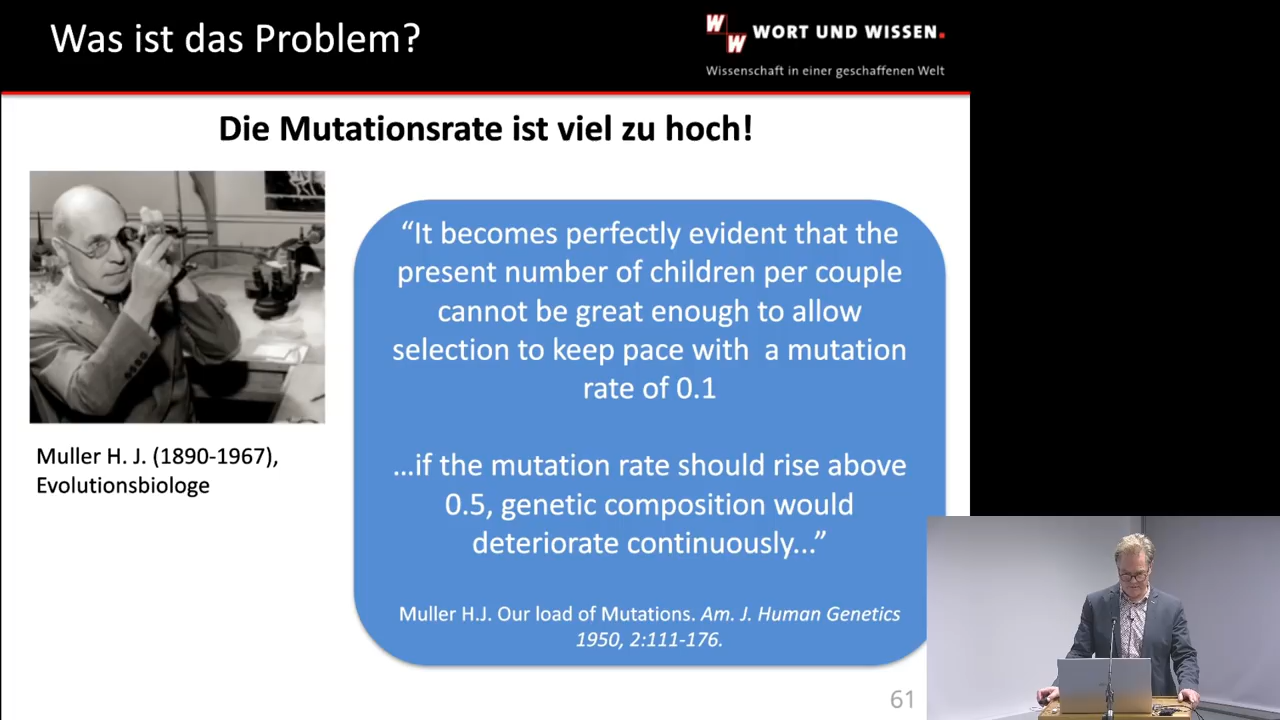 Was ist das Problem?
W
W
WORT UND WISSEN.
Wissenschaft in einer geschaffenen Welt
Die Mutationsrate ist viel zu hoch!
“It becomes perfectly evident that the
present number of children per couple
cannot be great enough to allow
selection to keep pace with a mutation
rate of 0.1
...if the mutation rate should rise above
0.5, genetic composition would
deteriorate continuously...”
Muller H.J. Our load of Mutations. Am. J. Human Genetics
1950, 2:111-176.
Muller H. J. (1890-1967),
Evolutionsbiologe
61